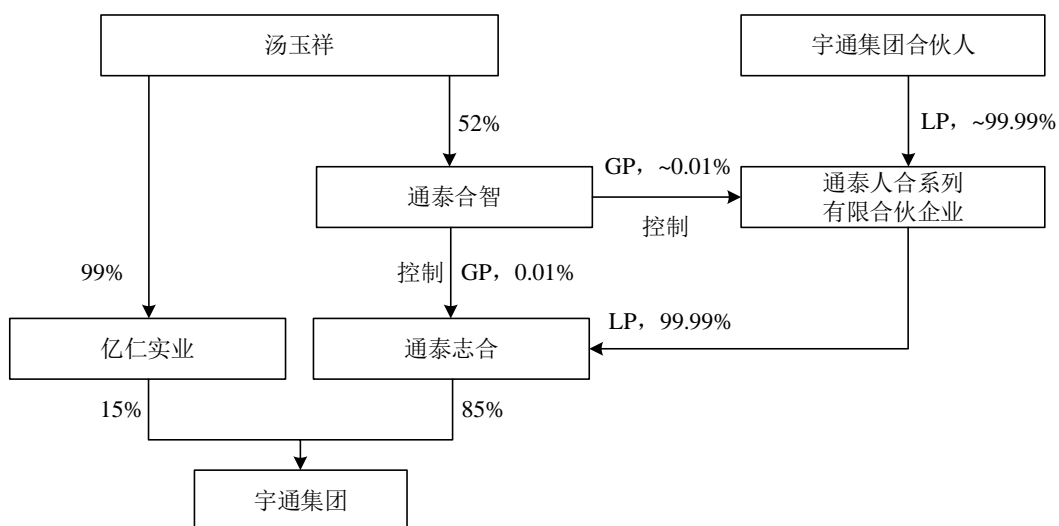 汤玉祥
宇通集团合伙人
52%
LP，~99.99%
GP，~0.01%
通泰合智
通泰人合系列
有限合伙企业
控制
99%
控制
GP，0.01%
LP，99.99%
亿仁实业
通泰志合
15%
85%
宇通集团